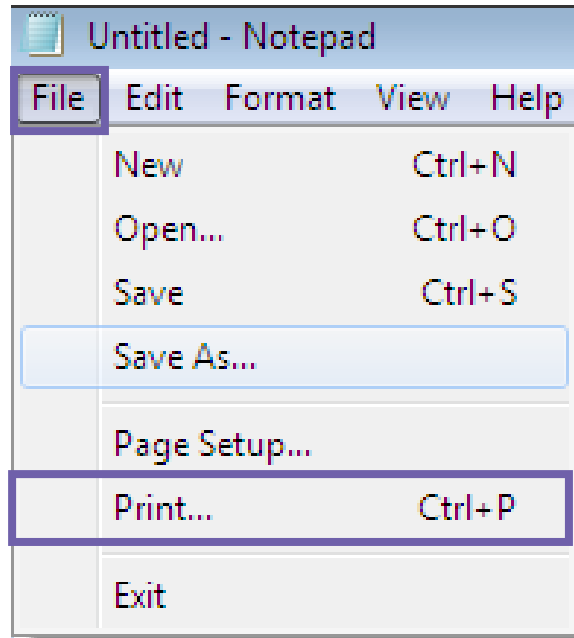 Untitled - Notepad
File Edit Format View Help
New Ctrl+N
Open... Ctrl+O
Save Ctrl+S
Save As...
Page Setup...
Print... Ctrl+P
Exit